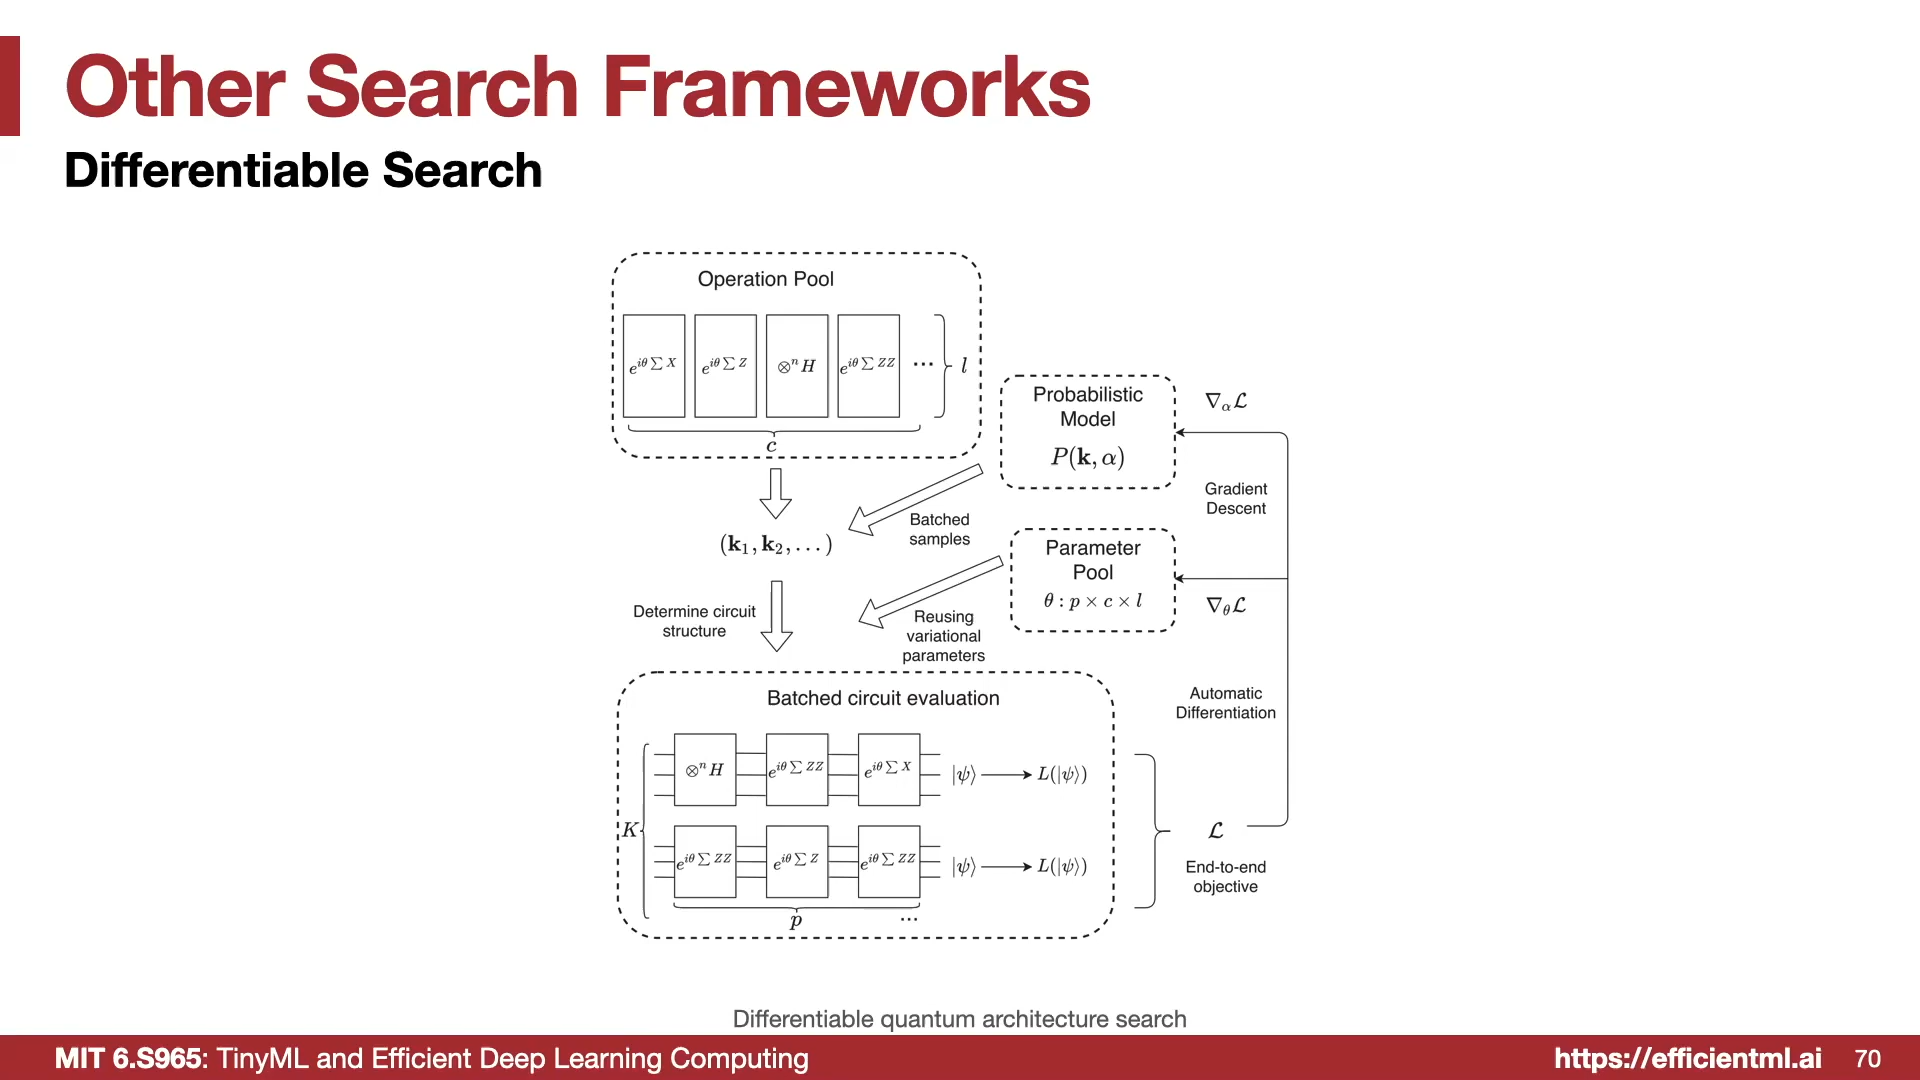 Other Search Frameworks
Differentiable Search
Operation Pool
e^{iθ∑X} e^{iθ∑Z} ⊗^n H e^{iθ∑ZZ} ··· l
c
Probabilistic
Model
P(k, α)
∇_α ℒ
Gradient
Descent
Batched
samples
(k₁, k₂, . . . )
Parameter
Pool
θ : p × c × l
∇_θ ℒ
Determine circuit
structure
Reusing
variational
parameters
Automatic
Differentiation
Batched circuit evaluation
⊗^n H e^{iθ∑ZZ} e^{iθ∑X} |ψ⟩ L(|ψ⟩)
K
e^{iθ∑ZZ} e^{iθ∑Z} e^{iθ∑ZZ} |ψ⟩ L(|ψ⟩)
p ···
ℒ
End-to-end
objective
Differentiable quantum architecture search
MIT 6.S965: TinyML and Efficient Deep Learning Computing
https://efficientml.ai 70